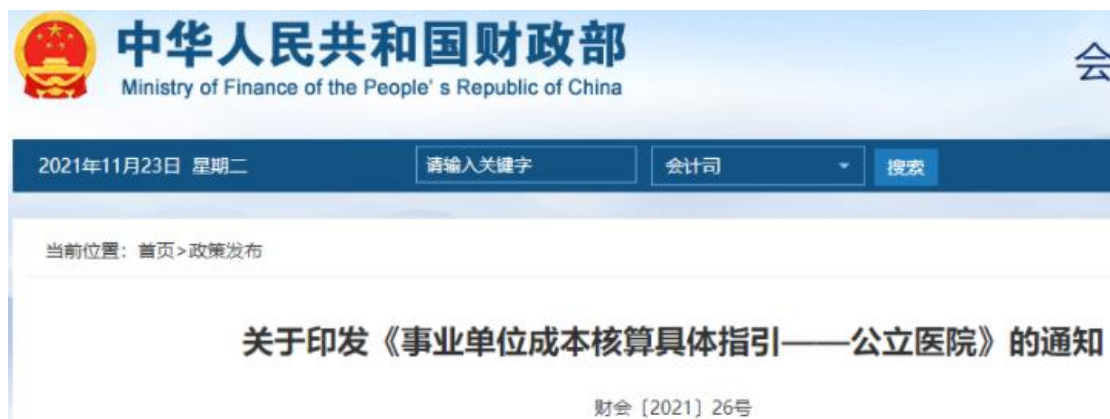 中华人民共和国财政部
Ministry of Finance of the People' s Republic of China
会
2021年11月23日 星期二 请输入关键字 会计司 搜索
当前位置：首页>政策发布
关于印发《事业单位成本核算具体指引——公立医院》的通知
财会〔2021〕26号